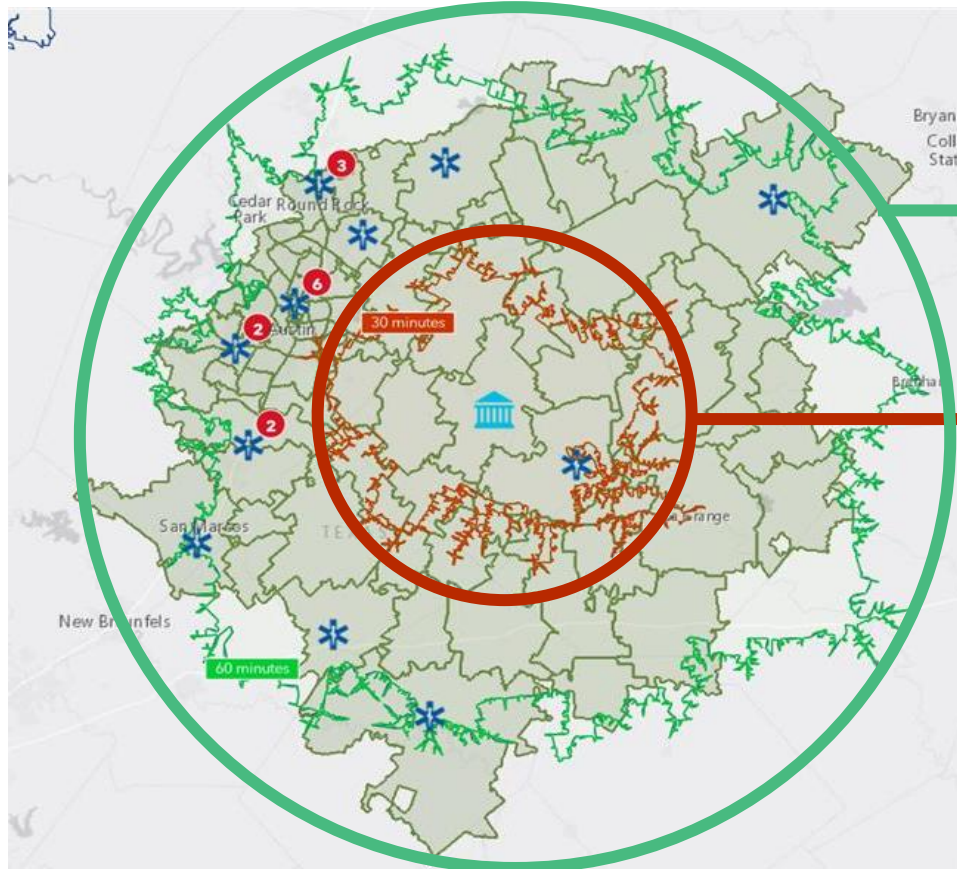 Bryan
Coll
Stat
3
Cedar
Park
Round Rock
6
30 minutes
2
Austin
2
San Marcos
TEXAS
Grange
New Braunfels
60 minutes